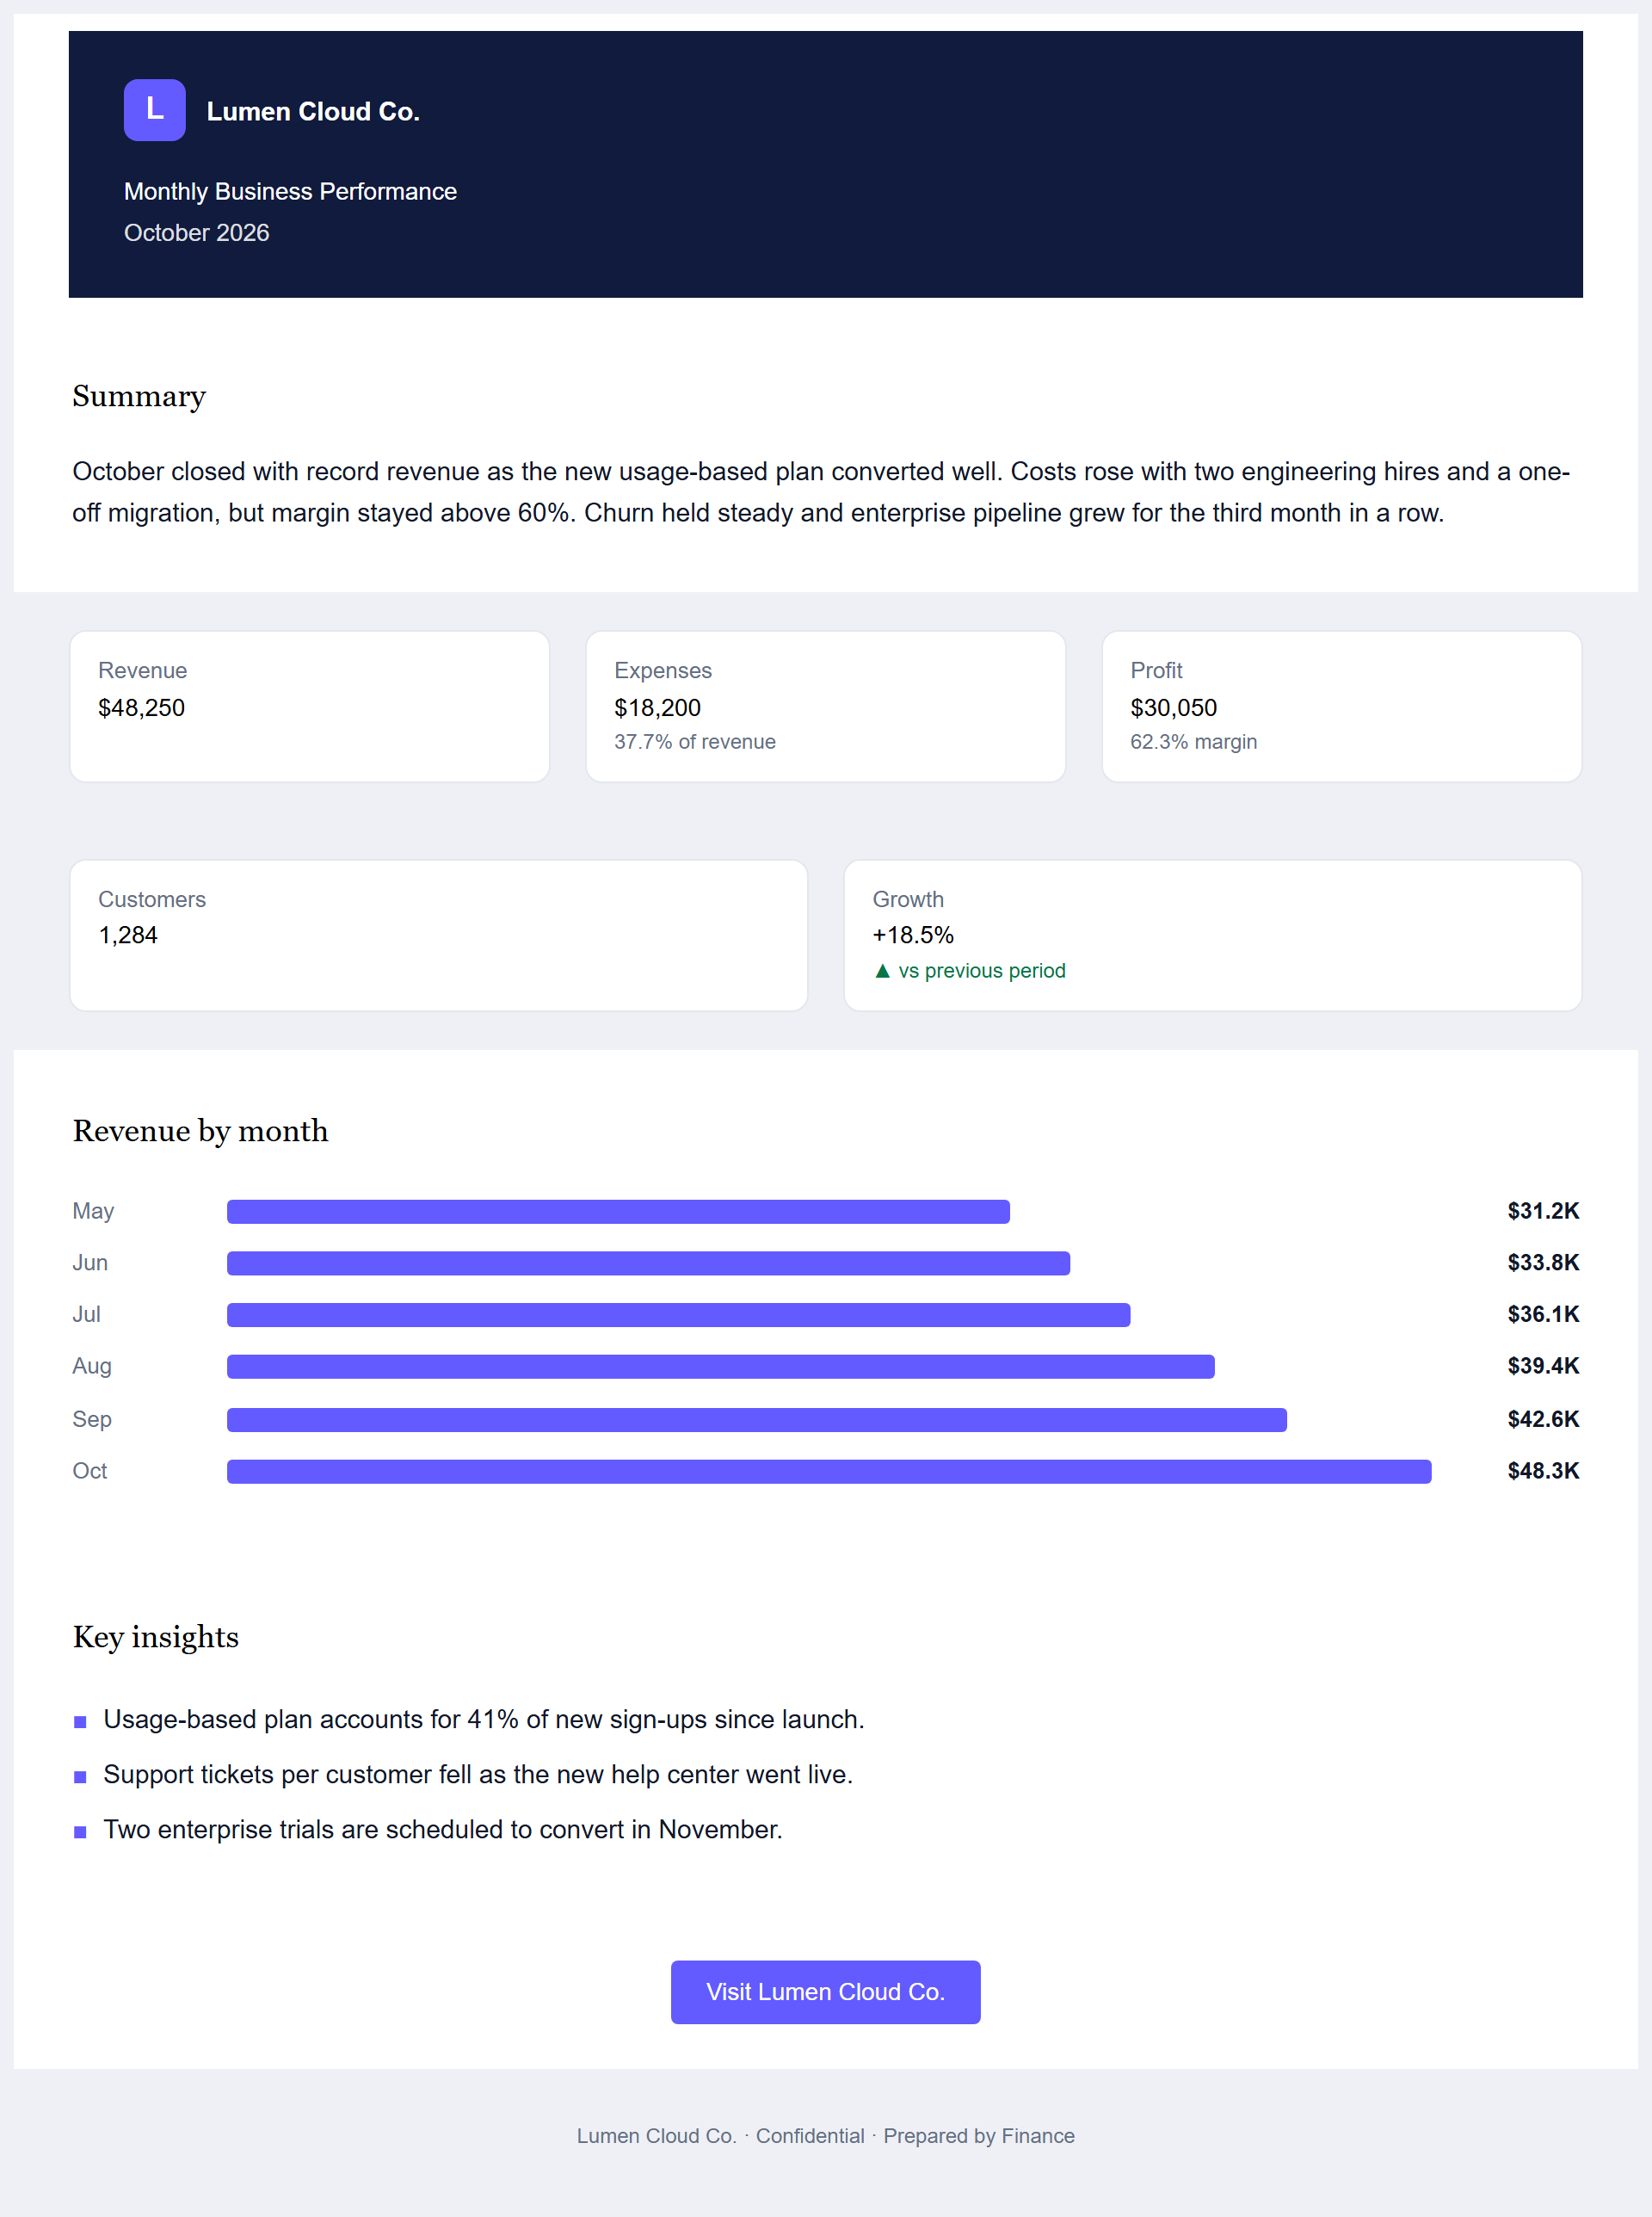 L
Lumen Cloud Co.
Monthly Business Performance
October 2026
Summary
October closed with record revenue as the new usage-based plan converted well. Costs rose with two engineering hires and a one-
off migration, but margin stayed above 60%. Churn held steady and enterprise pipeline grew for the third month in a row.
Revenue
$48,250
Expenses
$18,200
37.7% of revenue
Profit
$30,050
62.3% margin
Customers
1,284
Growth
+18.5%
▲ vs previous period
Revenue by month
May $31.2K
Jun $33.8K
Jul $36.1K
Aug $39.4K
Sep $42.6K
Oct $48.3K
Key insights
Usage-based plan accounts for 41% of new sign-ups since launch.
Support tickets per customer fell as the new help center went live.
Two enterprise trials are scheduled to convert in November.
Visit Lumen Cloud Co.
Lumen Cloud Co. · Confidential · Prepared by Finance